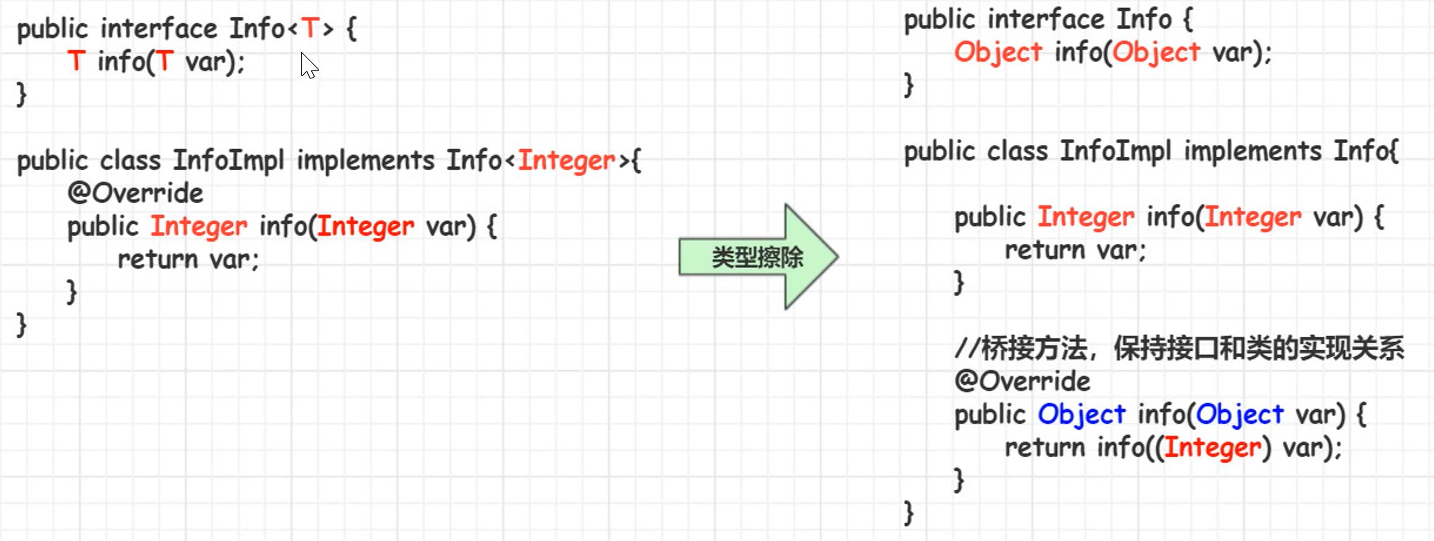 public interface Info<T> {
T info(T var);
}
public class InfoImpl implements Info<Integer>{
@Override
public Integer info(Integer var) {
return var;
}
}
类型擦除
public interface Info {
Object info(Object var);
}
public class InfoImpl implements Info{
public Integer info(Integer var) {
return var;
}
//桥接方法，保持接口和类的实现关系
@Override
public Object info(Object var) {
return info((Integer) var);
}
}